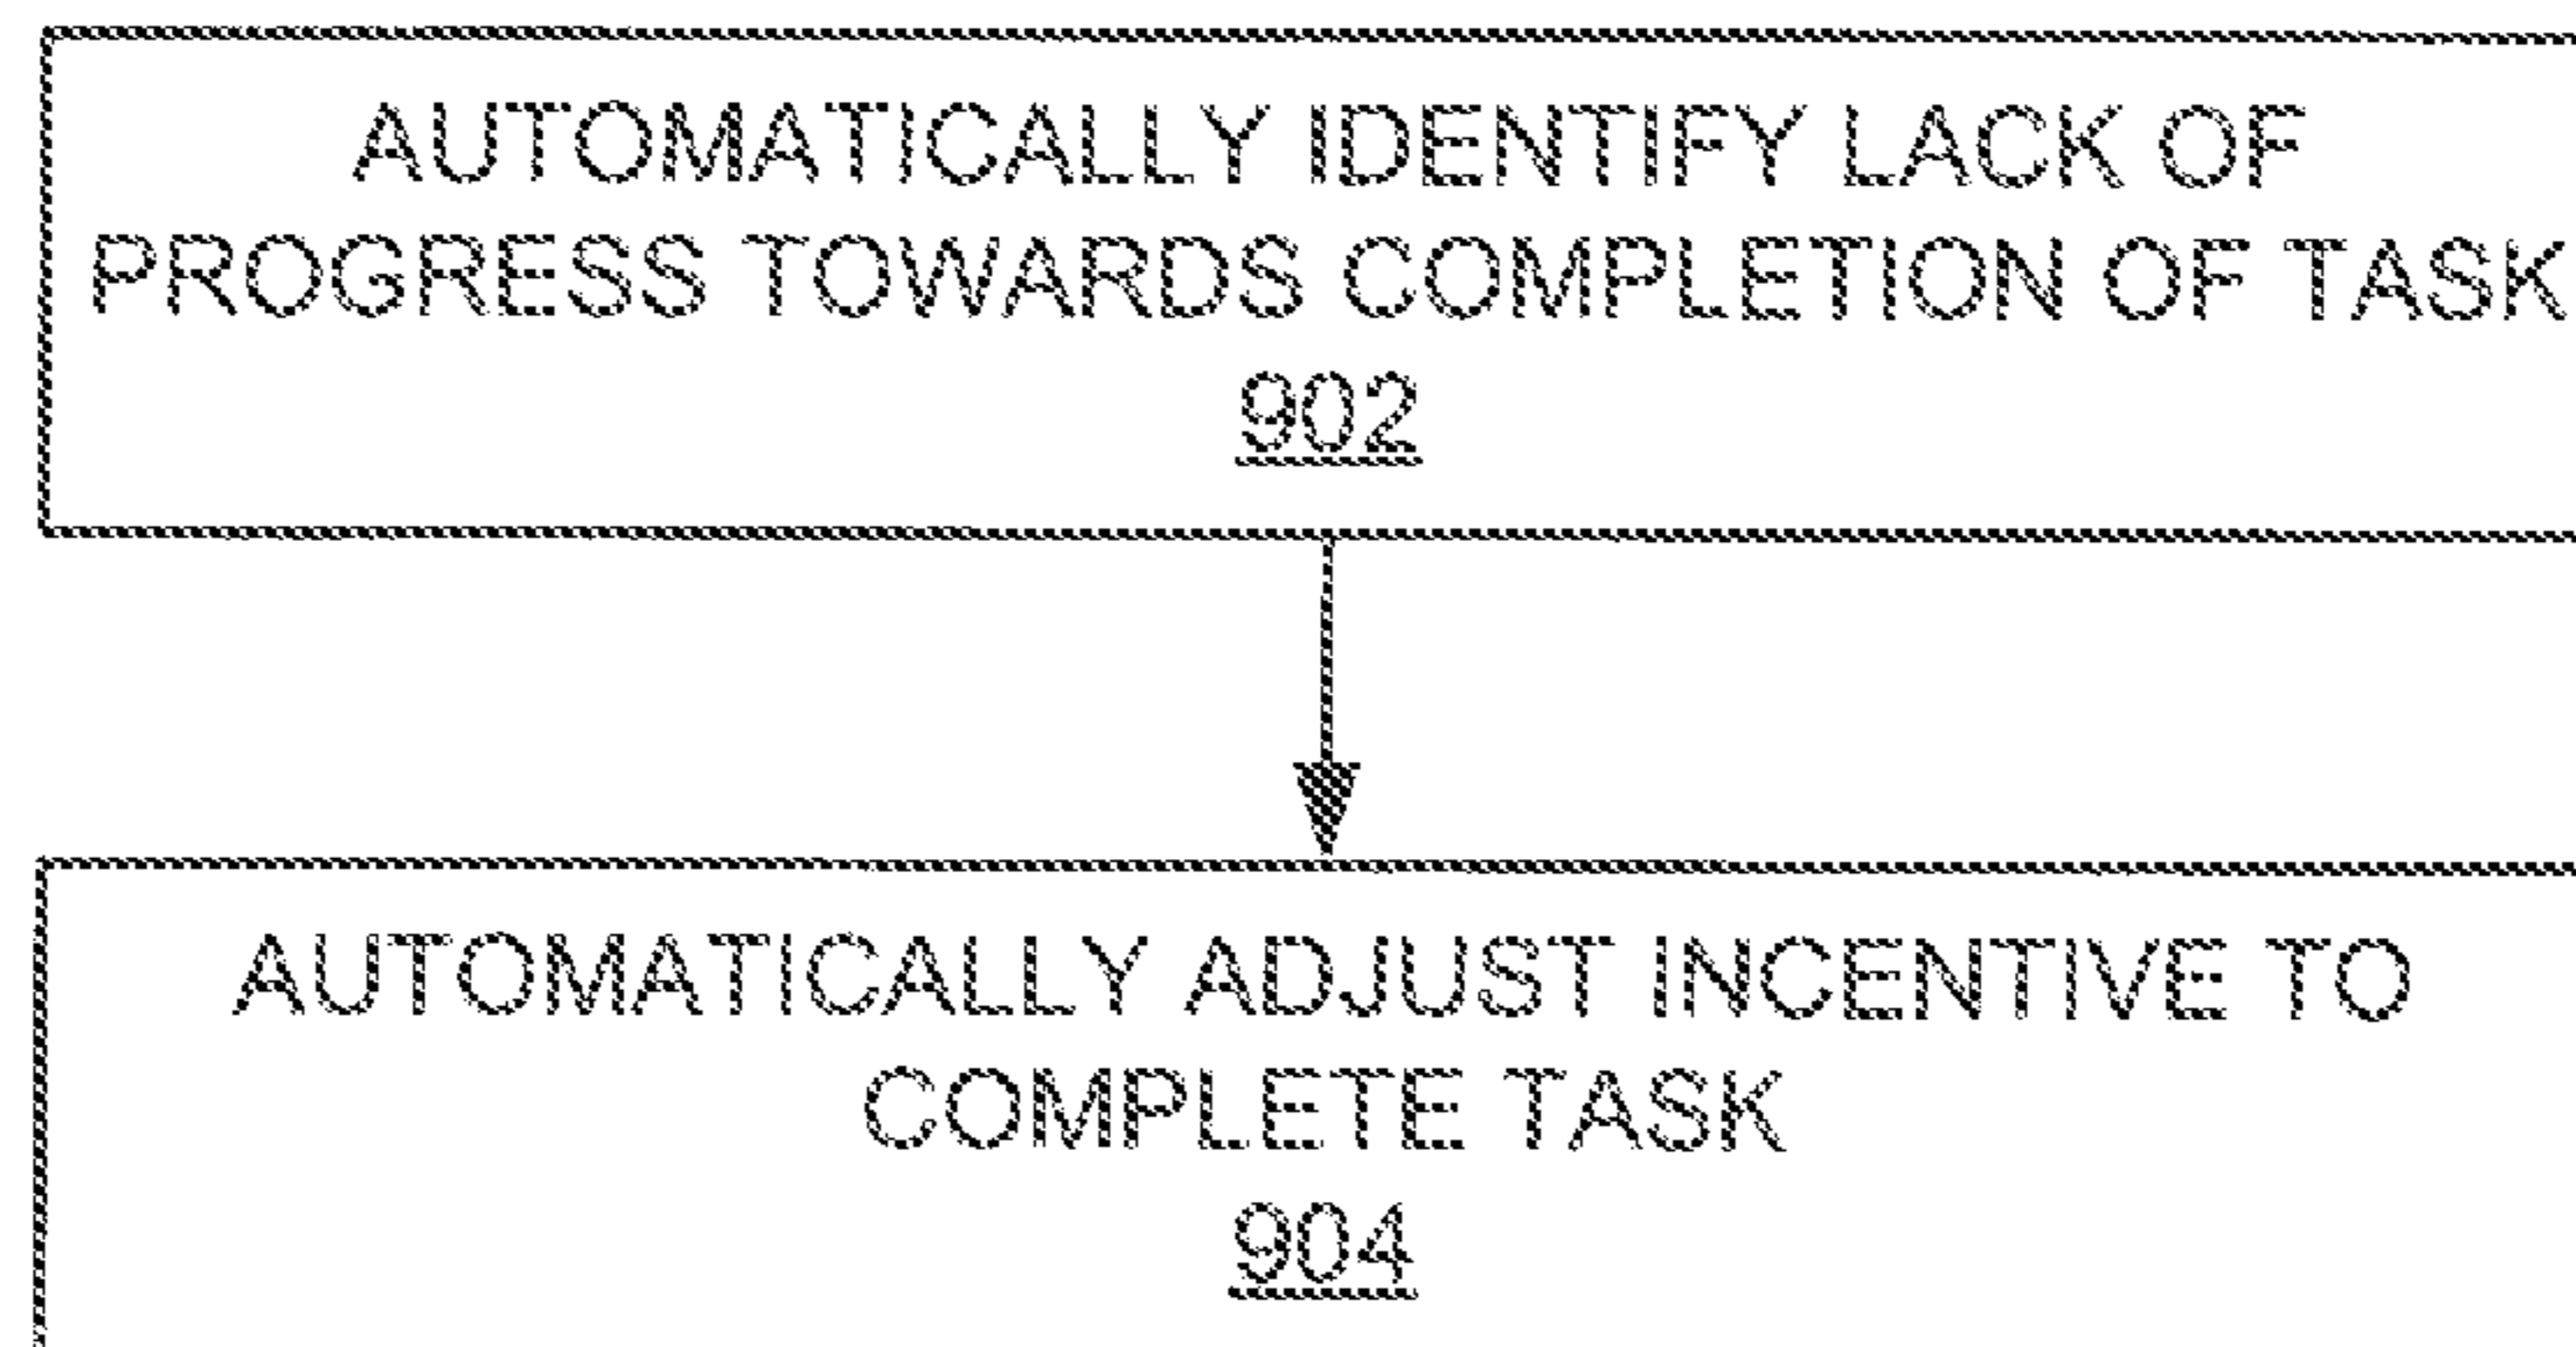 AUTOMATICALLY IDENTIFY LACK OF
PROGRESS TOWARDS COMPLETION OF TASK
902
AUTOMATICALLY ADJUST INCENTIVE TO
COMPLETE TASK
904